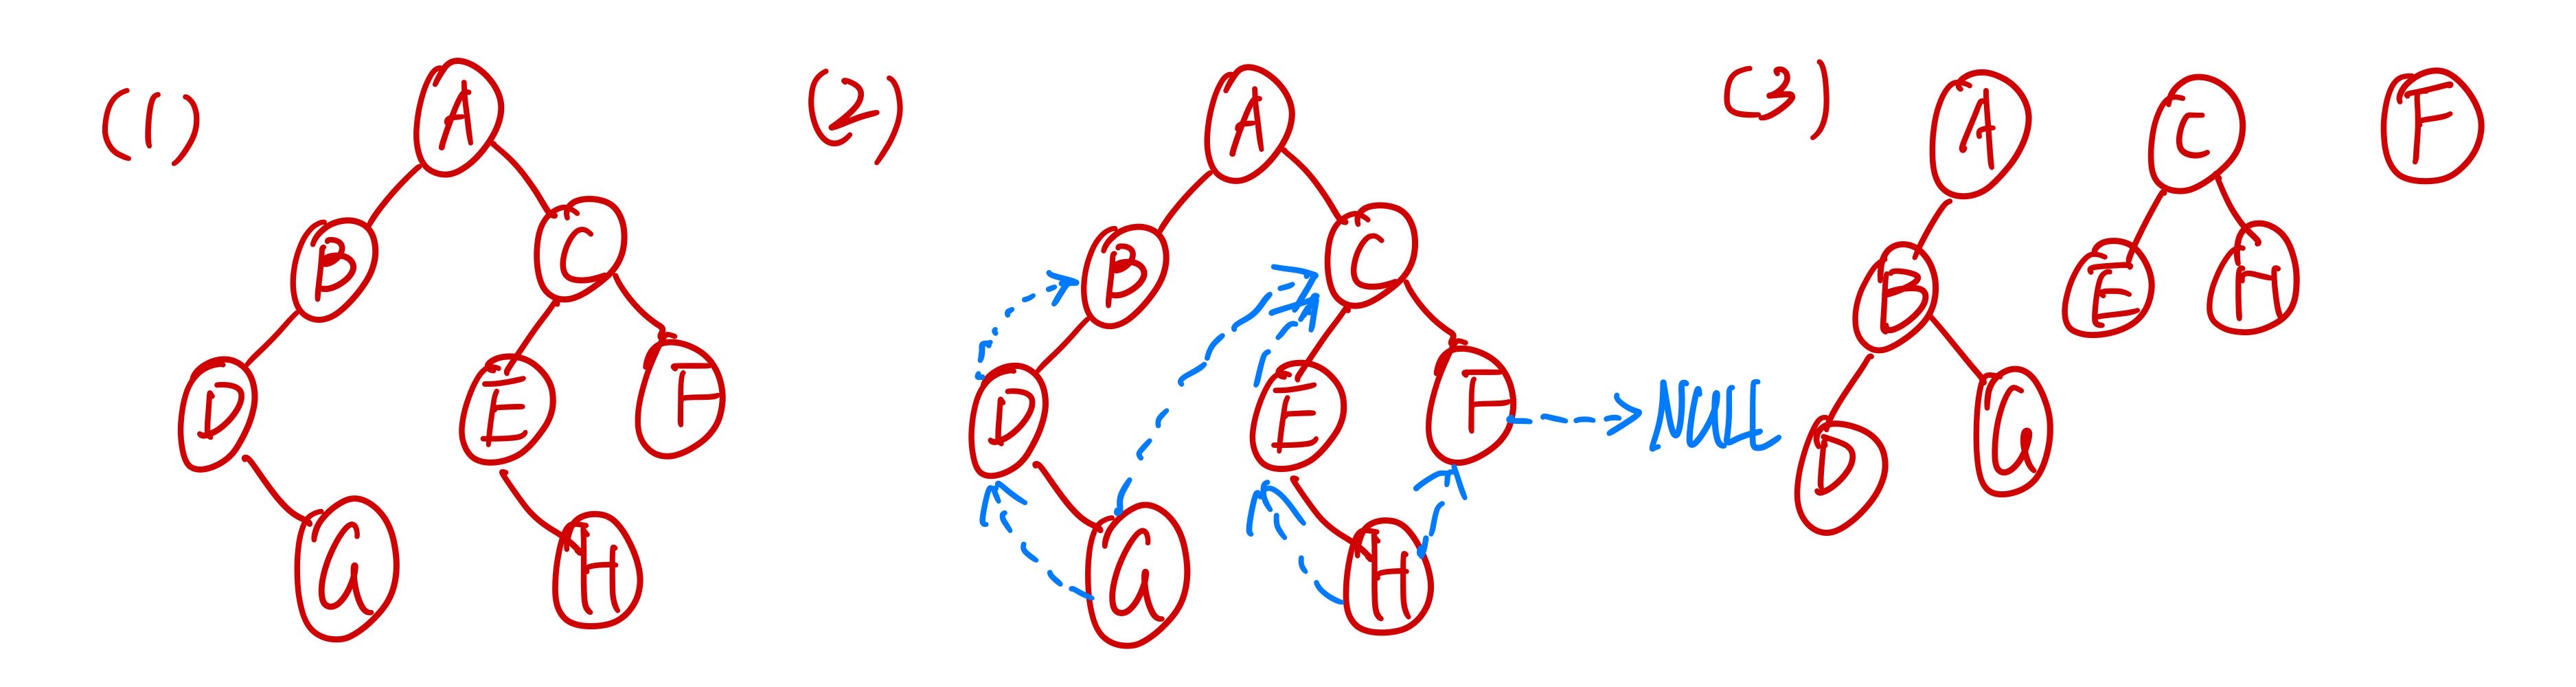 (1) A
B C
D E F
G H
(2) A
B C
D E F NULL
G H
(3) A C F
B E H
D G